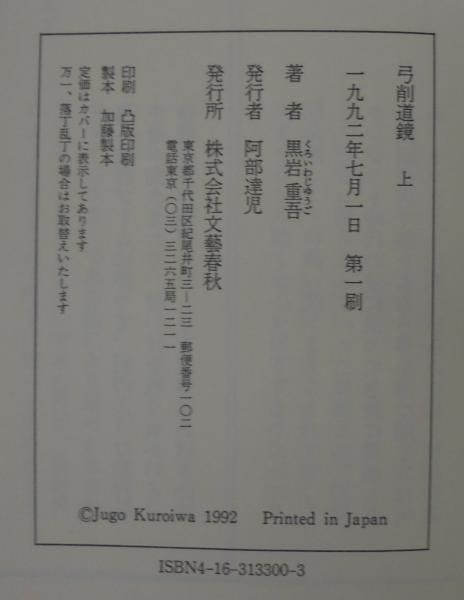 弓削道鏡 上
一九九二年七月一日 第一刷
著者 黒岩重吾
くろいわじゅうご
発行者 阿部達児
発行所 株式会社文藝春秋
東京都千代田区紀尾井町三―二三 郵便番号一〇二
電話東京(〇三)三二六五局一二一一
印刷 凸版印刷
製本 加藤製本
定価はカバーに表示してあります
万一、落丁乱丁の場合はお取替えいたします
©Jugo Kuroiwa 1992 Printed in Japan
ISBN4-16-313300-3